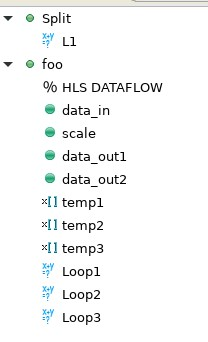 Split
L1
foo
% HLS DATAFLOW
data_in
scale
data_out1
data_out2
x[] temp1
x[] temp2
x[] temp3
Loop1
Loop2
Loop3